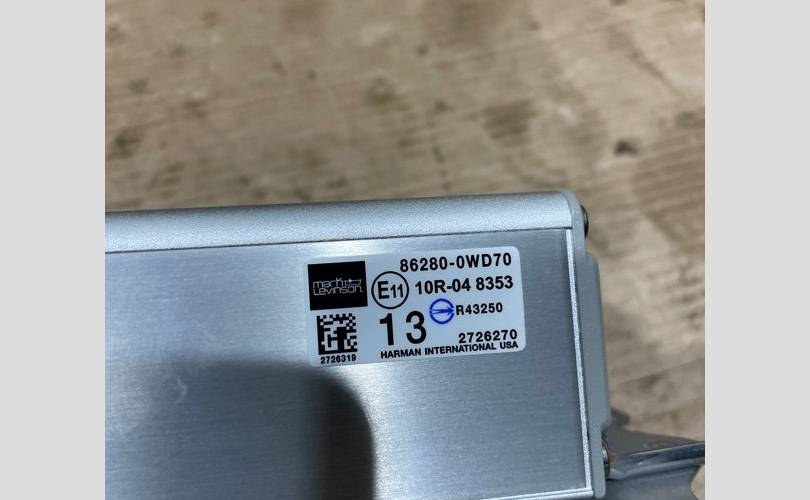 mark
Levinson.
86280-0WD70
E11
10R-04 8353
13
R43250
2726319
2726270
HARMAN INTERNATIONAL USA